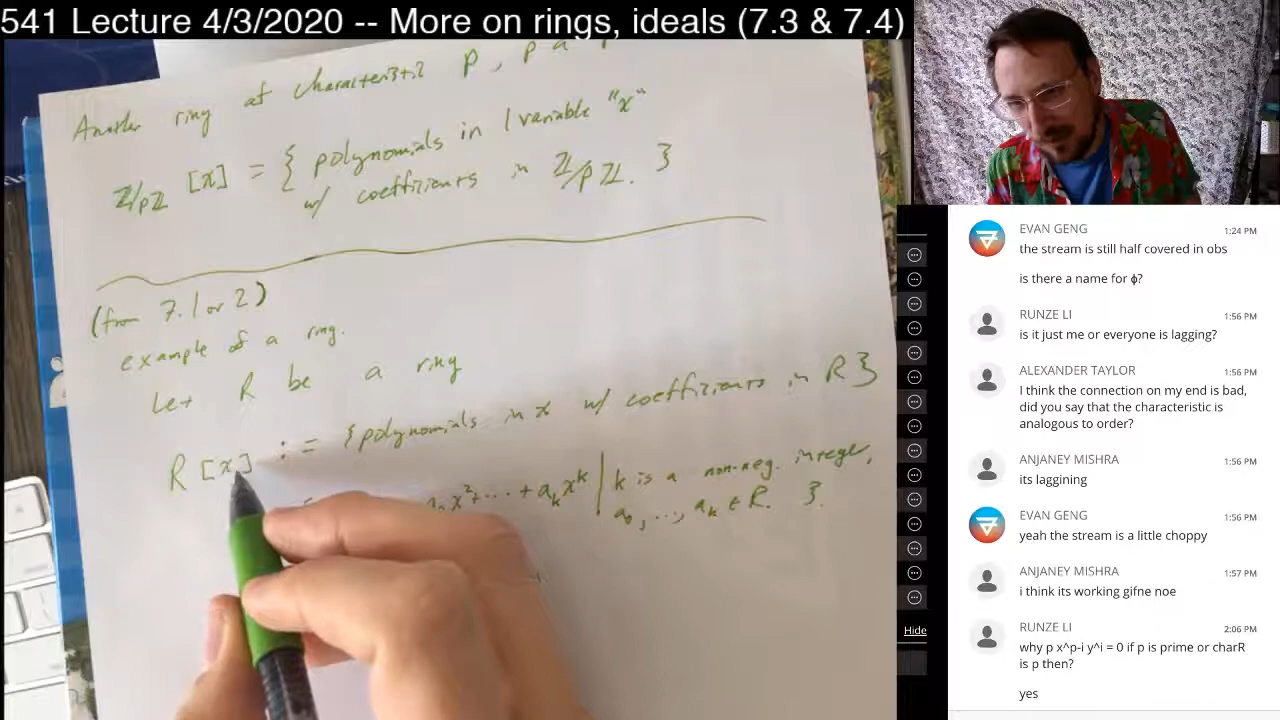 541 Lecture 4/3/2020 -- More on rings, ideals (7.3 & 7.4)
Another ring of characteristic p, p a
Z/pZ [x] = { polynomials in 1 variable "x"
w/ coefficients in Z/pZ. }
(from 7.1 or 2)
example of a ring.
Let R be a ring
R [x] := {polynomials in x w/ coefficients in R}
x² + ··· + aₖxᵏ | k is a non-neg. integer,
a₀, ..., aₖ ∈ R. }.
EVAN GENG 1:24 PM
the stream is still half covered in obs
is there a name for ϕ?
RUNZE LI 1:56 PM
is it just me or everyone is lagging?
ALEXANDER TAYLOR 1:56 PM
I think the connection on my end is bad,
did you say that the characteristic is
analogous to order?
ANJANEY MISHRA 1:56 PM
its laggining
EVAN GENG 1:56 PM
yeah the stream is a little choppy
ANJANEY MISHRA 1:57 PM
i think its working gifne noe
Hide
RUNZE LI 2:06 PM
why p x^p-i y^i = 0 if p is prime or charR
is p then?
yes